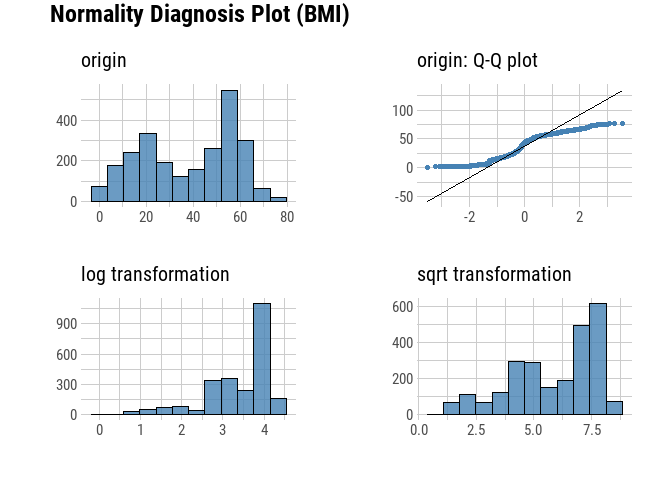 Normality Diagnosis Plot (BMI)
origin
400
200
0
0 20 40 60 80
origin: Q-Q plot
100
50
0
-50
-2 0 2
log transformation
900
600
300
0
0 1 2 3 4
sqrt transformation
600
400
200
0
0.0 2.5 5.0 7.5